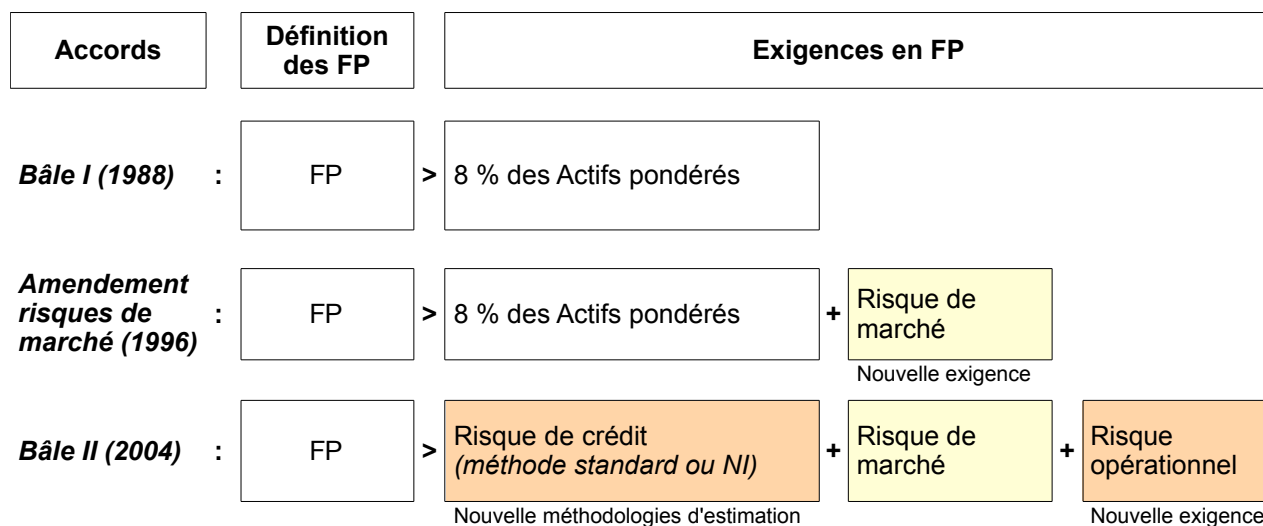 Accords
Définition
des FP
Exigences en FP
Bâle I (1988) :
FP
>
8 % des Actifs pondérés
Amendement
risques de
marché (1996)
:
FP
>
8 % des Actifs pondérés
+
Risque de
marché
Nouvelle exigence
Bâle II (2004) :
FP
>
Risque de crédit
(méthode standard ou NI)
+
Risque de
marché
+
Risque
opérationnel
Nouvelle méthodologies d'estimation
Nouvelle exigence